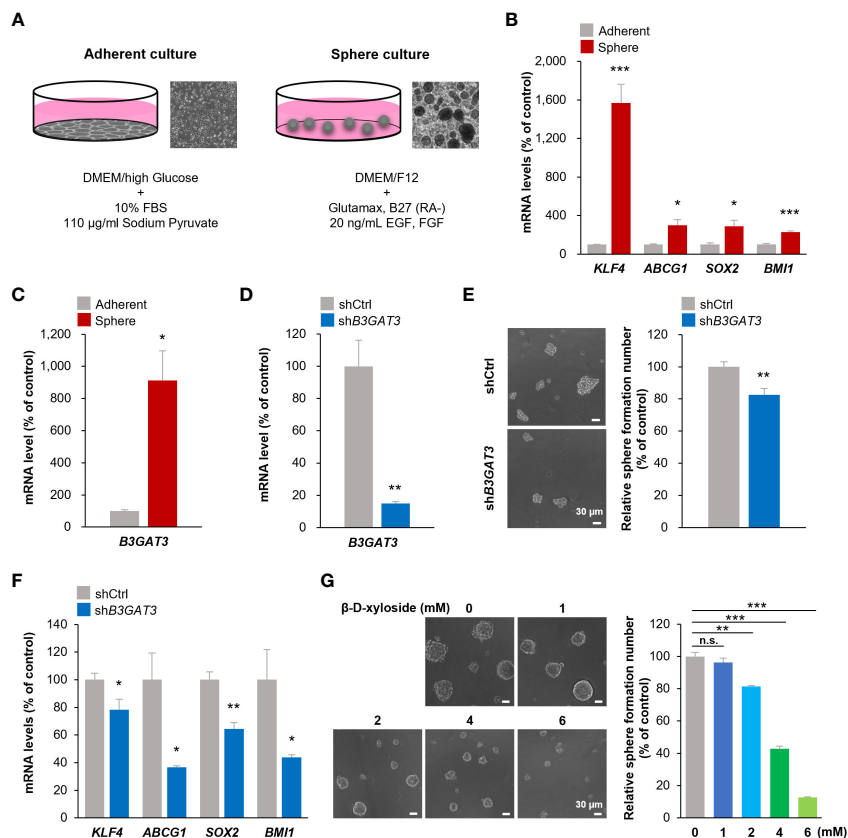 A
Adherent culture
Sphere culture
DMEM/high Glucose
+
10% FBS
110 µg/ml Sodium Pyruvate
DMEM/F12
+
Glutamax, B27 (RA-)
20 ng/mL EGF, FGF
B
Adherent
Sphere
mRNA levels (% of control)
2,000
1,600
1,200
800
400
0
***
*
*
***
KLF4
ABCG1
SOX2
BMI1
C
Adherent
Sphere
mRNA level (% of control)
1,200
1,000
800
600
400
200
0
*
B3GAT3
D
shCtrl
shB3GAT3
mRNA level (% of control)
120
100
80
60
40
20
0
**
B3GAT3
E
shCtrl
shB3GAT3
30 µm
shCtrl
shB3GAT3
Relative sphere formation number
(% of control)
120
100
80
60
40
20
0
**
F
shCtrl
shB3GAT3
mRNA levels (% of control)
140
120
100
80
60
40
20
0
*
*
**
*
KLF4
ABCG1
SOX2
BMI1
G
β-D-xyloside (mM)
0
1
2
4
6
30 µm
Relative sphere formation number
(% of control)
120
100
80
60
40
20
0
***
***
**
n.s.
0
1
2
4
6
(mM)